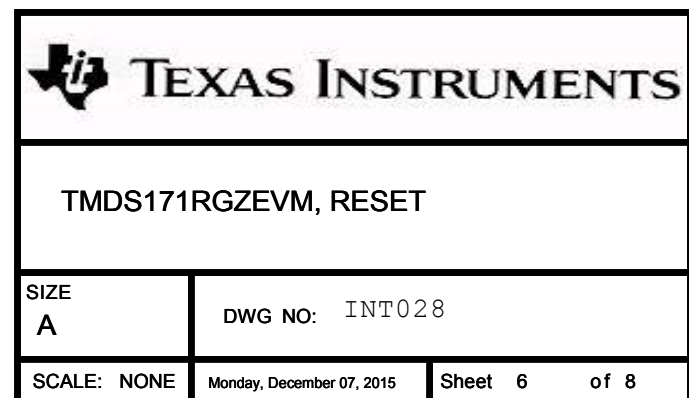 TEXAS INSTRUMENTS
TMDS171RGZEVM, RESET
SIZE
A
DWG NO: INT028
SCALE: NONE
Monday, December 07, 2015
Sheet 6 of 8